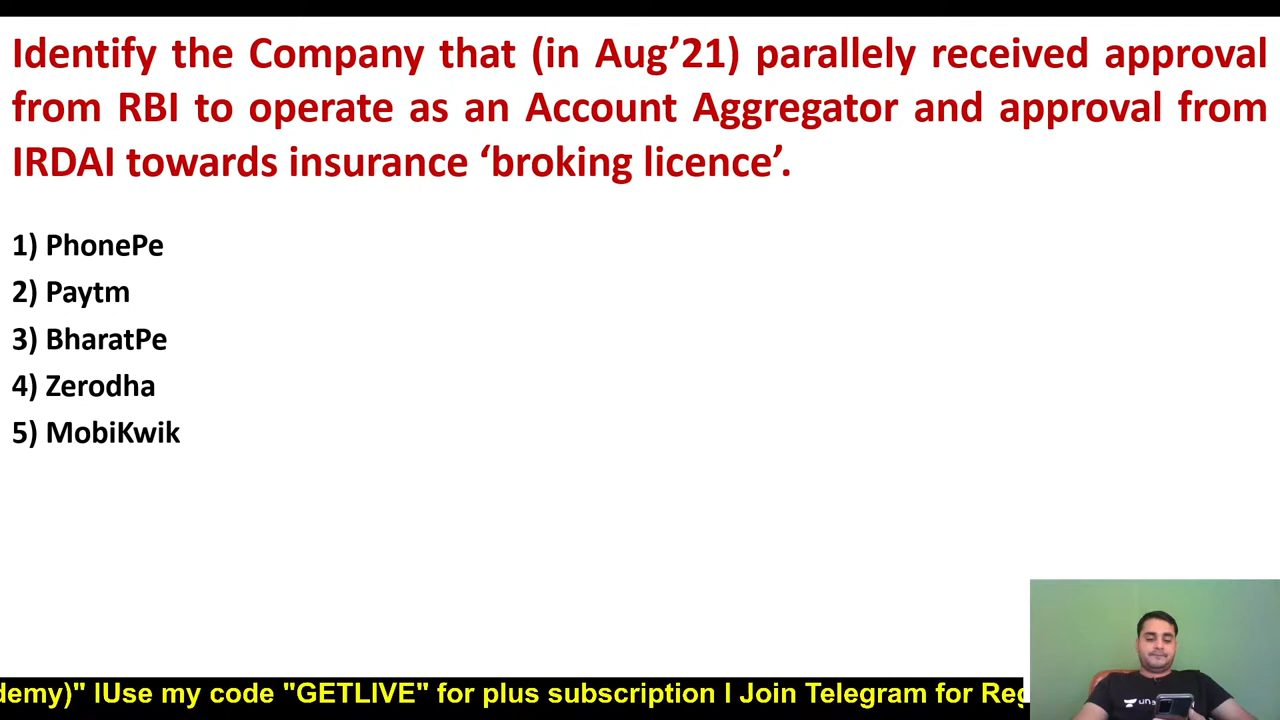 Identify the Company that (in Aug’21) parallely received approval
from RBI to operate as an Account Aggregator and approval from
IRDAI towards insurance ‘broking licence’.
1) PhonePe
2) Paytm
3) BharatPe
4) Zerodha
5) MobiKwik
demy)" IUse my code "GETLIVE" for plus subscription I Join Telegram for Reg